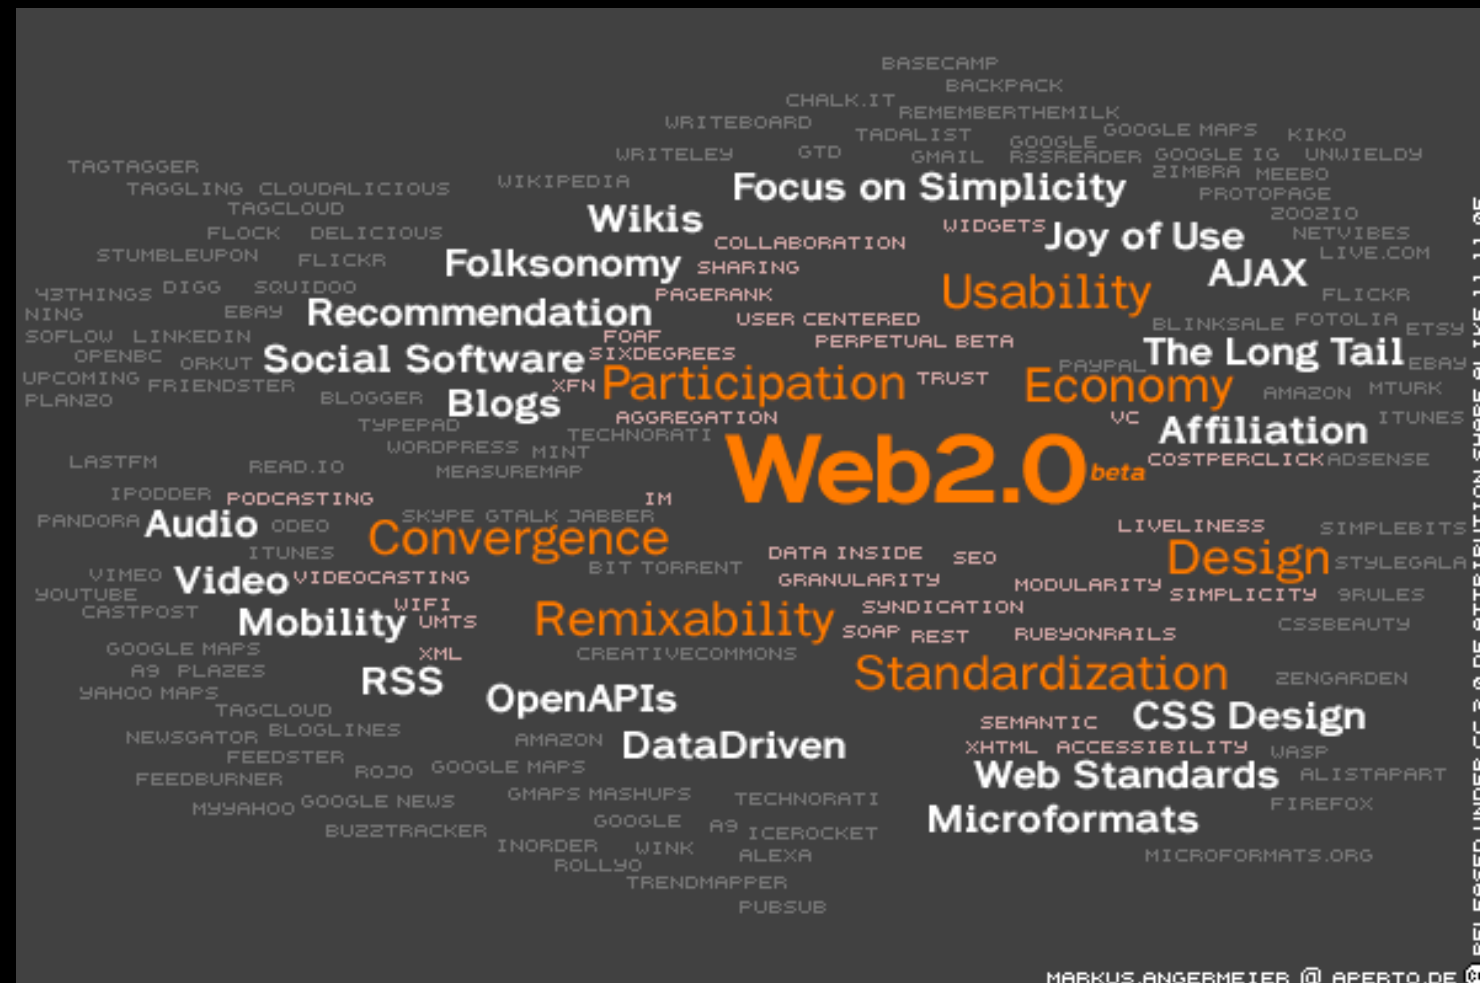 BASECAMP
BACKPACK
CHALK.IT REMEMBERTHEMILK
WRITEBOARD TADALIST GOOGLE GOOGLE MAPS KIKO
WRITELEY GTD GMAIL RSSREADER GOOGLE IG UNWIELDY
TAGTAGGER ZIMBRA MEEBO
TAGGLING CLOUDALICIOUS WIKIPEDIA Focus on Simplicity PROTOPAGE
TAGCLOUD Wikis ZOOZIO
FLOCK DELICIOUS WIDGETS Joy of Use NETVIBES
COLLABORATION LIVE.COM
STUMBLEUPON FLICKR Folksonomy SHARING AJAX
43THINGS DIGG SQUIDOO PAGERANK Usability FLICKR
NING EBAY Recommendation USER CENTERED BLINKSALE FOTOLIA ETSY
SOFLOW LINKEDIN FOAF PERPETUAL BETA
OPENBC ORKUT Social Software SIXDEGREES The Long Tail EBAY
PAYPAL
UPCOMING FRIENDSTER XFN Participation TRUST Economy AMAZON MTURK
PLANZO BLOGGER Blogs
TYPEPAD AGGREGATION VC ITUNES
WORDPRESS MINT TECHNORATI Affiliation
LASTFM READ.IO MEASUREMAP Web2.0 beta COSTPERCLICK ADSENSE
IPODDER PODCASTING IM
PANDORA Audio ODEO SKYPE GTALK JABBER LIVELINESS SIMPLEBITS
ITUNES Convergence DATA INSIDE SEO Design STYLEGALA
VIMEO Video VIDEOCASTING BIT TORRENT GRANULARITY MODULARITY
YOUTUBE SIMPLICITY 9RULES
CASTPOST WIFI SYNDICATION
Mobility UMTS Remixability SOAP REST RUBYONRAILS CSSBEAUTY
GOOGLE MAPS XML CREATIVECOMMONS
A9 PLAZES RSS Standardization ZENGARDEN
YAHOO MAPS OpenAPIs
TAGCLOUD SEMANTIC CSS Design
NEWSGATOR BLOGLINES AMAZON DataDriven XHTML ACCESSIBILITY WASP
FEEDSTER
FEEDBURNER ROJO GOOGLE MAPS Web Standards ALISTAPART
MYYAHOO GOOGLE NEWS GMAPS MASHUPS TECHNORATI FIREFOX
BUZZTRACKER GOOGLE A9 ICEROCKET Microformats
INORDER WINK ALEXA MICROFORMATS.ORG
ROLLYO
TRENDMAPPER
PUBSUB
MARKUS.ANGERMEIER @ APERTO.DE